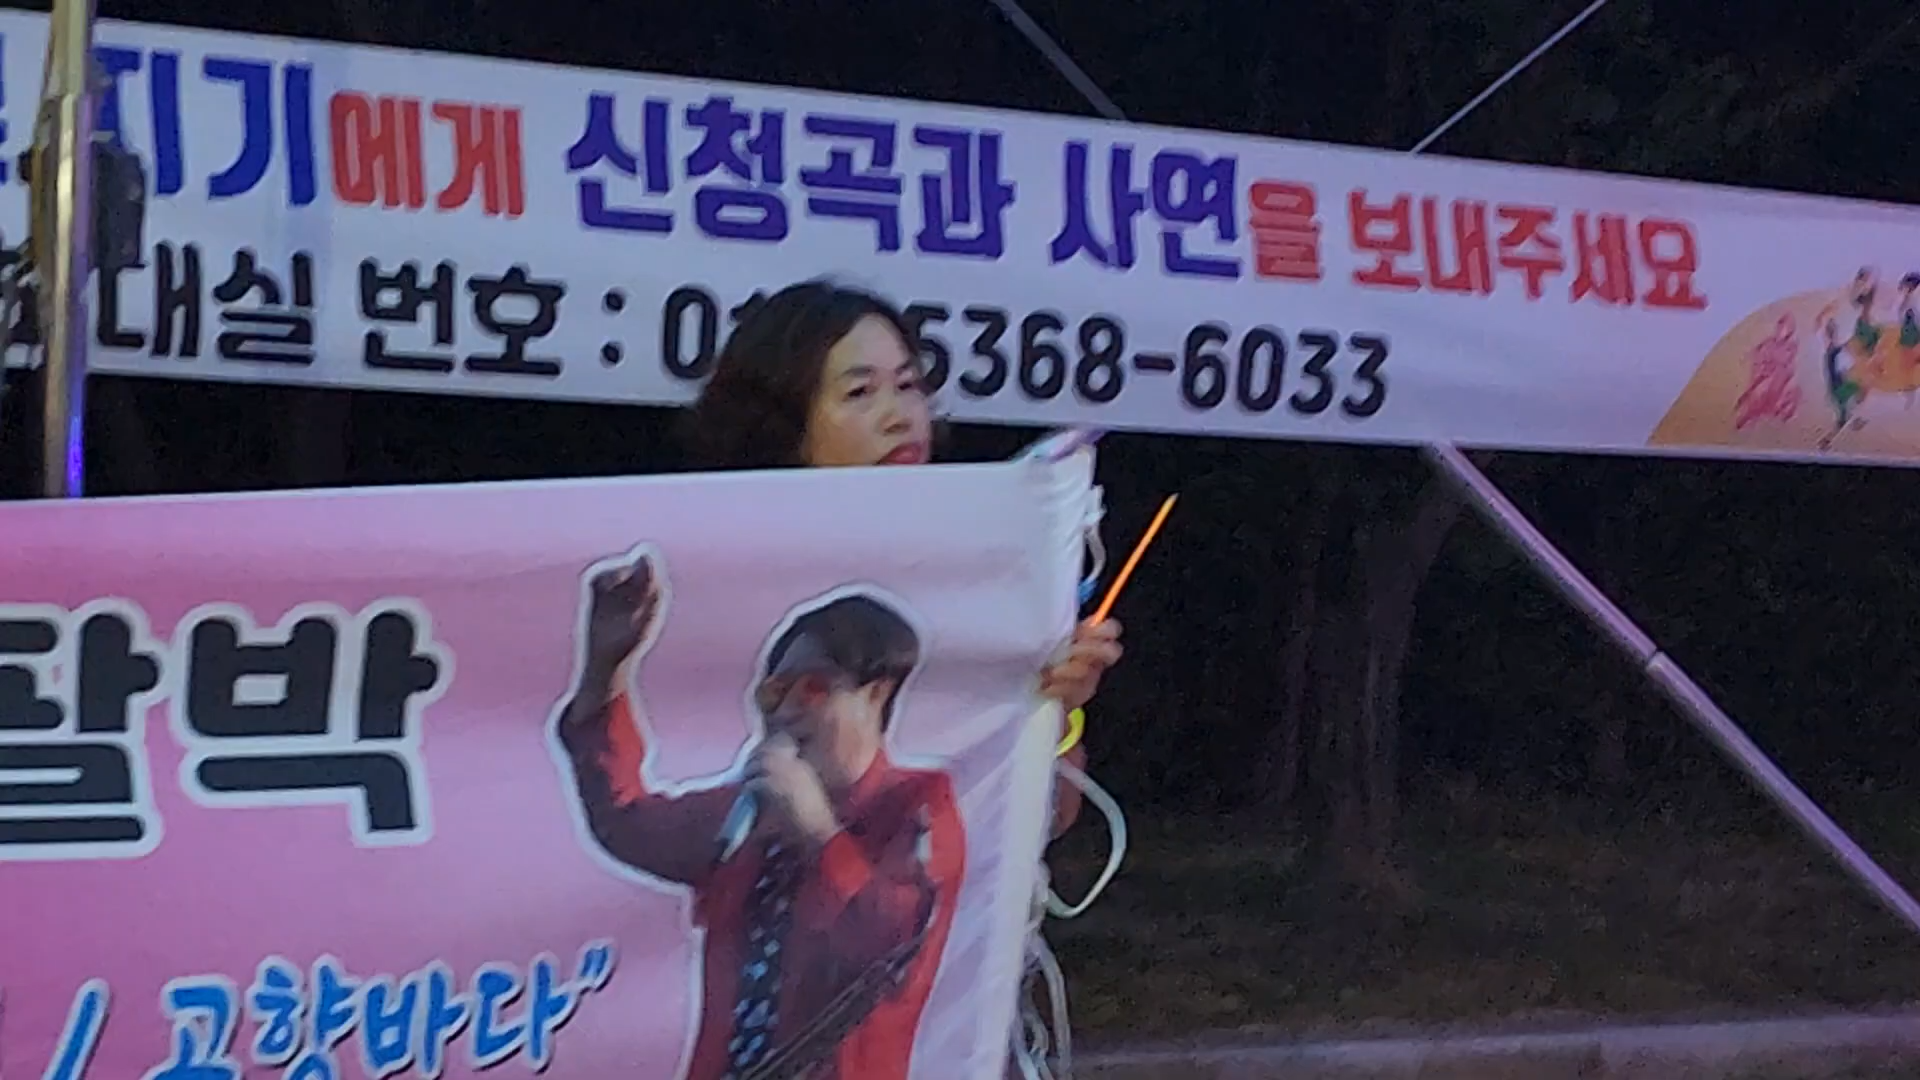 지기에게 신청곡과 사연을 보내주세요
대실 번호 : 0 5368-6033
탈박
/ 고향바다"